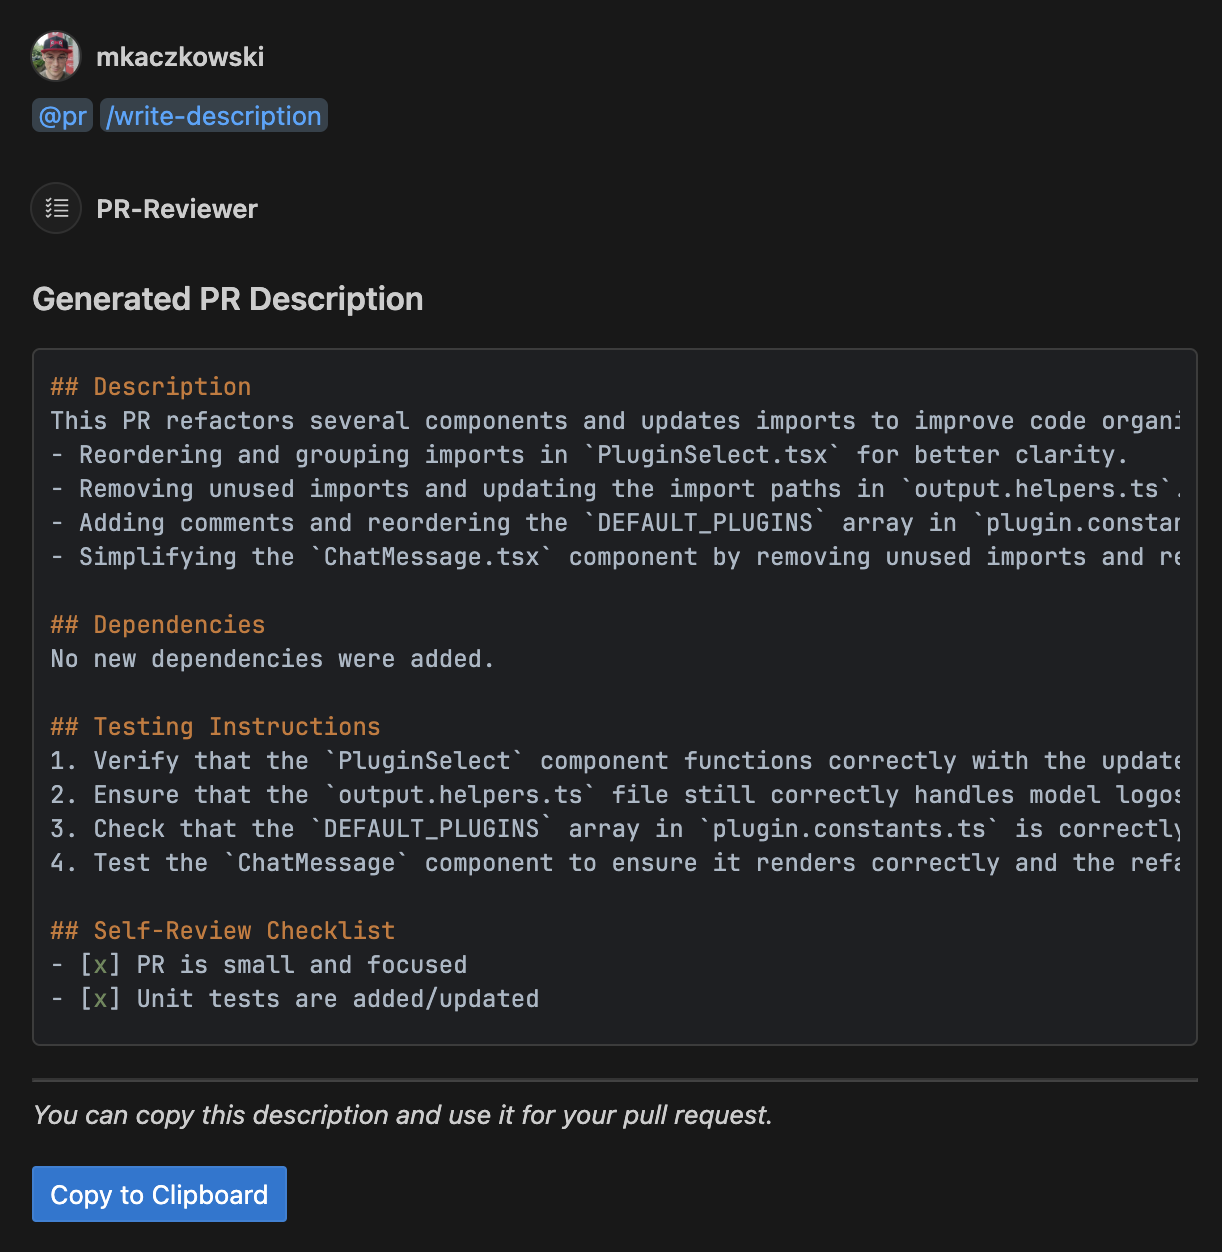 mkaczkowski
@pr /write-description
PR-Reviewer
Generated PR Description
## Description
This PR refactors several components and updates imports to improve code organi
- Reordering and grouping imports in `PluginSelect.tsx` for better clarity.
- Removing unused imports and updating the import paths in `output.helpers.ts`.
- Adding comments and reordering the `DEFAULT_PLUGINS` array in `plugin.constan
- Simplifying the `ChatMessage.tsx` component by removing unused imports and re
## Dependencies
No new dependencies were added.
## Testing Instructions
1. Verify that the `PluginSelect` component functions correctly with the update
2. Ensure that the `output.helpers.ts` file still correctly handles model logos
3. Check that the `DEFAULT_PLUGINS` array in `plugin.constants.ts` is correctly
4. Test the `ChatMessage` component to ensure it renders correctly and the refa
## Self-Review Checklist
- [x] PR is small and focused
- [x] Unit tests are added/updated
You can copy this description and use it for your pull request.
Copy to Clipboard